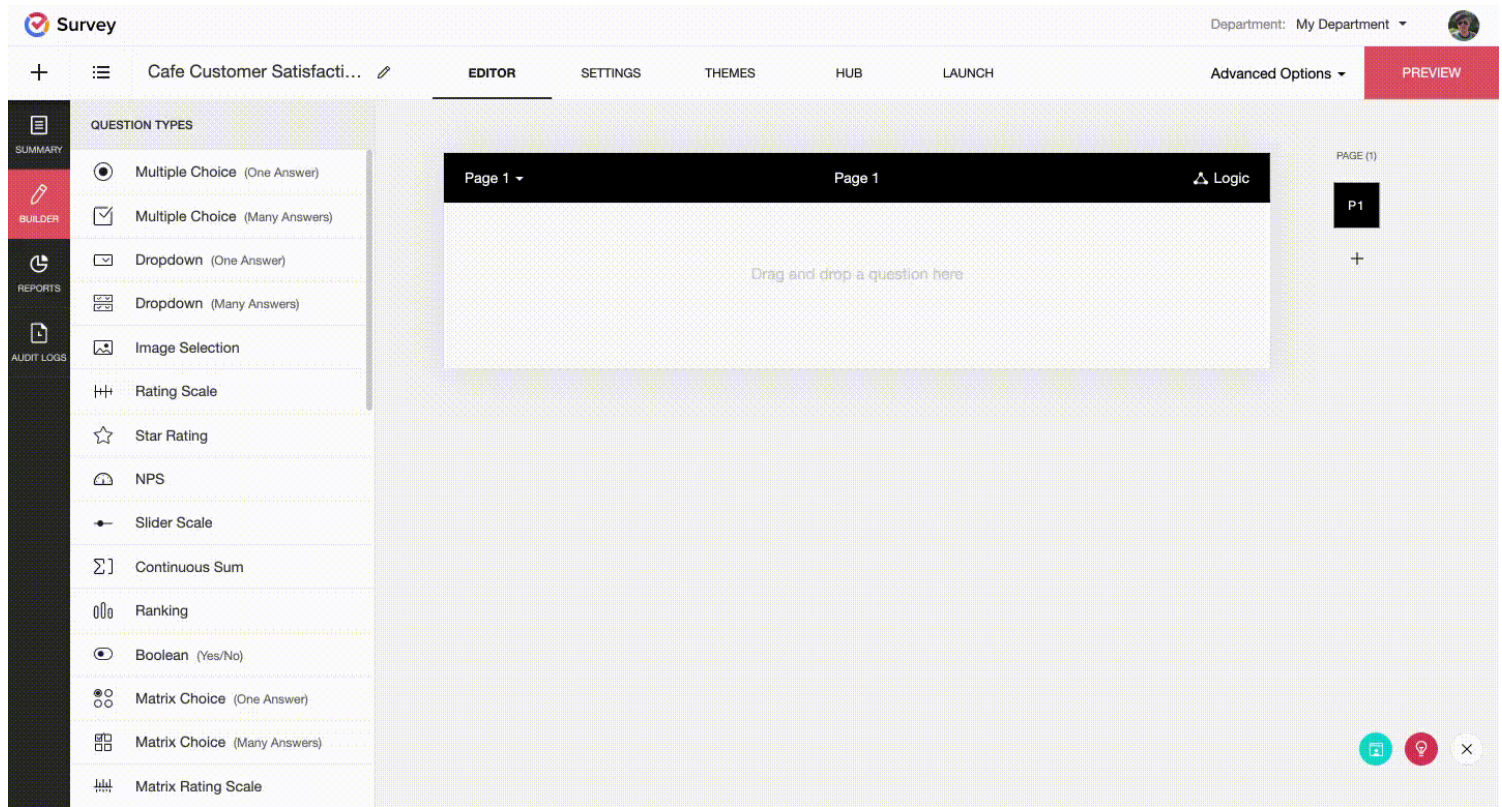 Survey
Department: My Department
Cafe Customer Satisfacti...
EDITOR
SETTINGS
THEMES
HUB
LAUNCH
Advanced Options
PREVIEW
SUMMARY
BUILDER
REPORTS
AUDIT LOGS
QUESTION TYPES
Multiple Choice (One Answer)
Multiple Choice (Many Answers)
Dropdown (One Answer)
Dropdown (Many Answers)
Image Selection
Rating Scale
Star Rating
NPS
Slider Scale
Continuous Sum
Ranking
Boolean (Yes/No)
Matrix Choice (One Answer)
Matrix Choice (Many Answers)
Matrix Rating Scale
Page 1
Page 1
Logic
Drag and drop a question here
PAGE (1)
P1